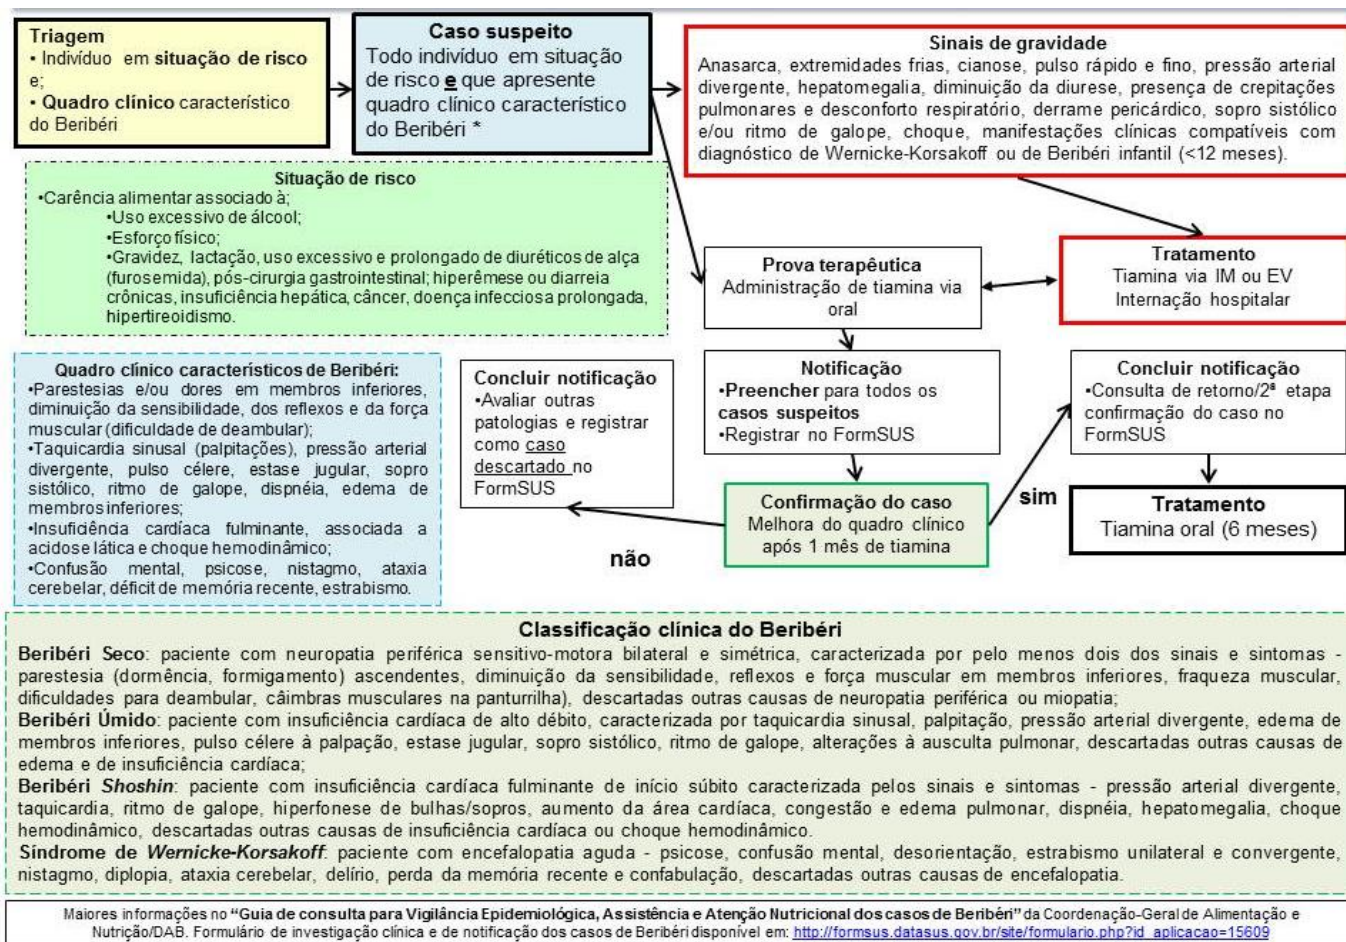 Triagem
• Indivíduo em situação de risco
e;
• Quadro clínico característico
do Beribéri
Caso suspeito
Todo indivíduo em situação
de risco e que apresente
quadro clínico característico
do Beribéri *
Sinais de gravidade
Anasarca, extremidades frias, cianose, pulso rápido e fino, pressão arterial
divergente, hepatomegalia, diminuição da diurese, presença de crepitações
pulmonares e desconforto respiratório, derrame pericárdico, sopro sistólico
e/ou ritmo de galope, choque, manifestações clínicas compatíveis com
diagnóstico de Wernicke-Korsakoff ou de Beribéri infantil (<12 meses).
Situação de risco
•Carência alimentar associado à;
•Uso excessivo de álcool;
•Esforço físico;
•Gravidez, lactação, uso excessivo e prolongado de diuréticos de alça
(furosemida), pós-cirurgia gastrointestinal; hiperêmese ou diarreia
crônicas, insuficiência hepática, câncer, doença infecciosa prolongada,
hipertireoidismo.
Prova terapêutica
Administração de tiamina via
oral
Tratamento
Tiamina via IM ou EV
Internação hospitalar
Quadro clínico característicos de Beribéri:
•Parestesias e/ou dores em membros inferiores,
diminuição da sensibilidade, dos reflexos e da força
muscular (dificuldade de deambular);
•Taquicardia sinusal (palpitações), pressão arterial
divergente, pulso célere, estase jugular, sopro
sistólico, ritmo de galope, dispnéia, edema de
membros inferiores;
•Insuficiência cardíaca fulminante, associada a
acidose lática e choque hemodinâmico;
•Confusão mental, psicose, nistagmo, ataxia
cerebelar, déficit de memória recente, estrabismo.
Concluir notificação
•Avaliar outras
patologias e registrar
como caso
descartado no
FormSUS
Notificação
•Preencher para todos os
casos suspeitos
•Registrar no FormSUS
Concluir notificação
•Consulta de retorno/2ª etapa
confirmação do caso no
FormSUS
Confirmação do caso
Melhora do quadro clínico
após 1 mês de tiamina
sim
não
Tratamento
Tiamina oral (6 meses)
Classificação clínica do Beribéri
Beribéri Seco: paciente com neuropatia periférica sensitivo-motora bilateral e simétrica, caracterizada por pelo menos dois dos sinais e sintomas -
parestesia (dormência, formigamento) ascendentes, diminuição da sensibilidade, reflexos e força muscular em membros inferiores, fraqueza muscular,
dificuldades para deambular, câimbras musculares na panturrilha), descartadas outras causas de neuropatia periférica ou miopatia;
Beribéri Úmido: paciente com insuficiência cardíaca de alto débito, caracterizada por taquicardia sinusal, palpitação, pressão arterial divergente, edema de
membros inferiores, pulso célere à palpação, estase jugular, sopro sistólico, ritmo de galope, alterações à ausculta pulmonar, descartadas outras causas de
edema e de insuficiência cardíaca;
Beribéri Shoshin: paciente com insuficiência cardíaca fulminante de início súbito caracterizada pelos sinais e sintomas - pressão arterial divergente,
taquicardia, ritmo de galope, hiperfonese de bulhas/sopros, aumento da área cardíaca, congestão e edema pulmonar, dispnéia, hepatomegalia, choque
hemodinâmico, descartadas outras causas de insuficiência cardíaca ou choque hemodinâmico.
Síndrome de Wernicke-Korsakoff: paciente com encefalopatia aguda - psicose, confusão mental, desorientação, estrabismo unilateral e convergente,
nistagmo, diplopia, ataxia cerebelar, delírio, perda da memória recente e confabulação, descartadas outras causas de encefalopatia.
Maiores informações no “Guia de consulta para Vigilância Epidemiológica, Assistência e Atenção Nutricional dos casos de Beribéri” da Coordenação-Geral de Alimentação e
Nutrição/DAB. Formulário de investigação clínica e de notificação dos casos de Beribéri disponível em: http://formsus.datasus.gov.br/site/formulario.php?id_aplicacao=15609